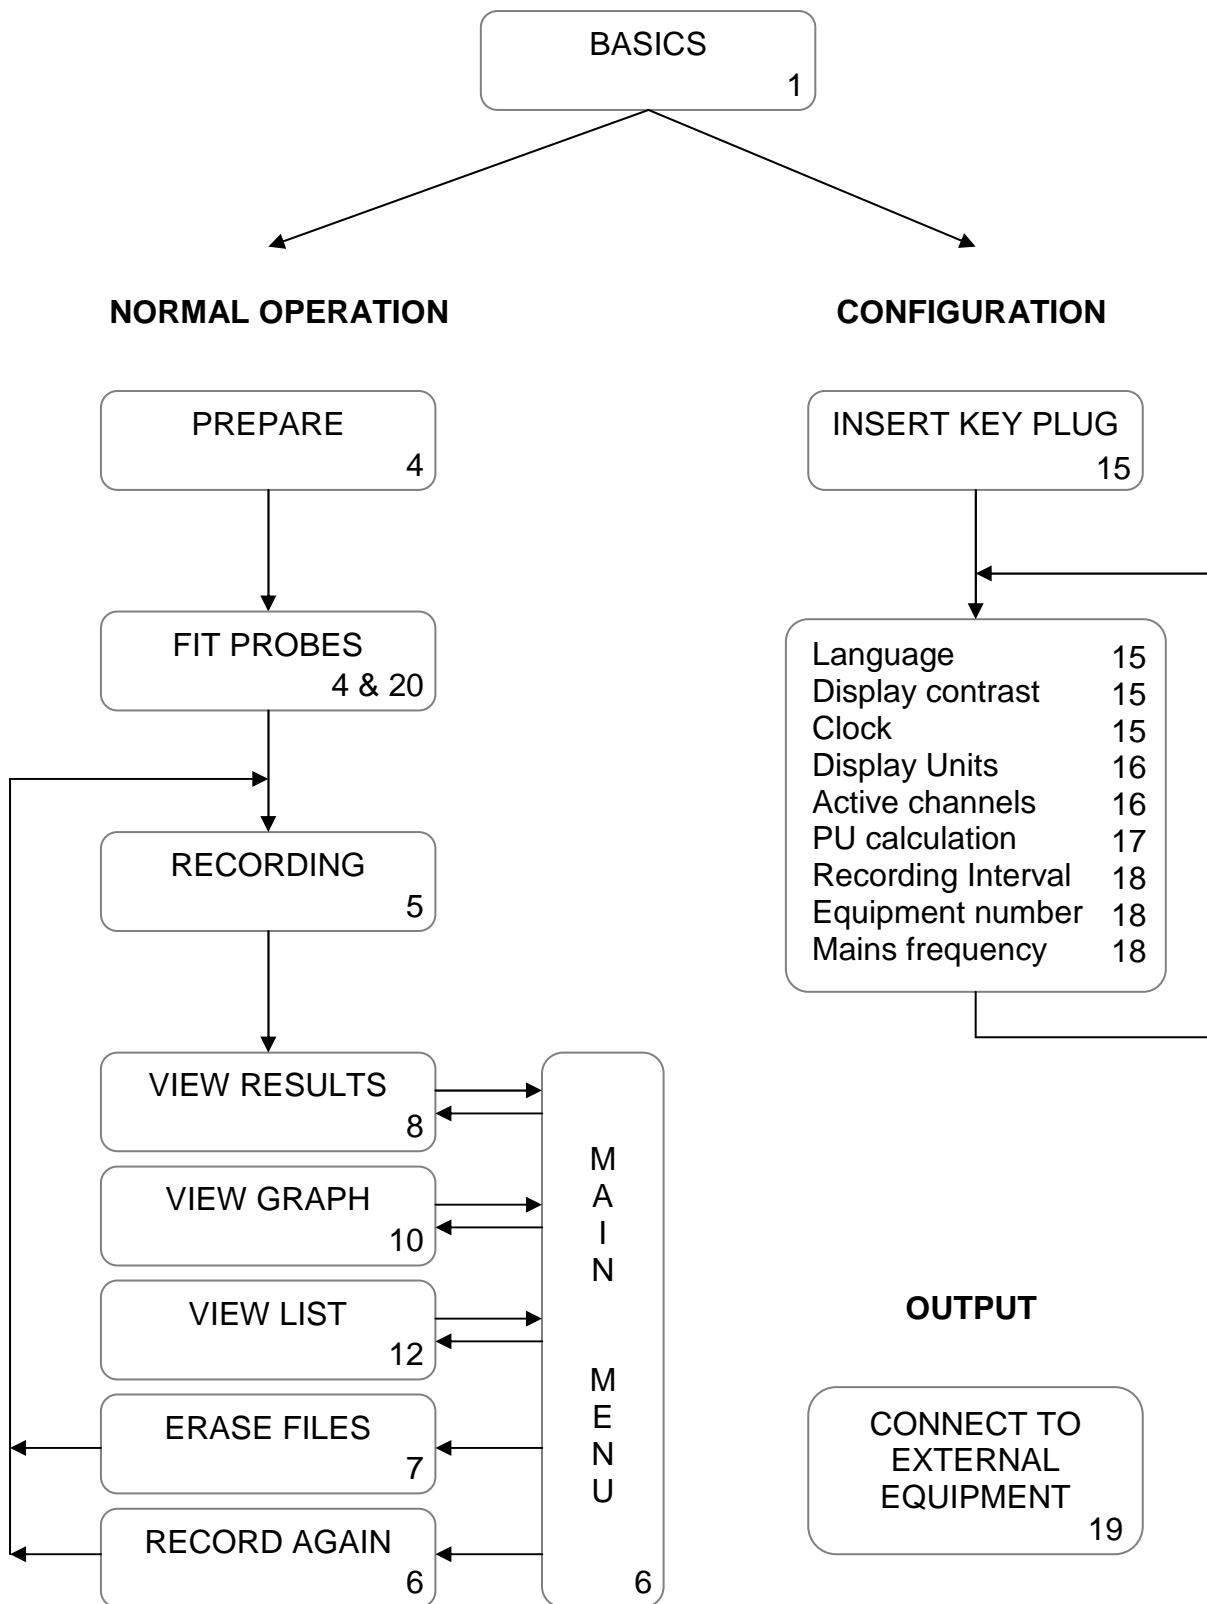 BASICS
1
NORMAL OPERATION
PREPARE
4
FIT PROBES
4 & 20
RECORDING
5
VIEW RESULTS
8
VIEW GRAPH
10
VIEW LIST
12
ERASE FILES
7
RECORD AGAIN
6
MAIN MENU
6
CONFIGURATION
INSERT KEY PLUG
15
Language 15
Display contrast 15
Clock 15
Display Units 16
Active channels 16
PU calculation 17
Recording Interval 18
Equipment number 18
Mains frequency 18
OUTPUT
CONNECT TO
EXTERNAL
EQUIPMENT
19